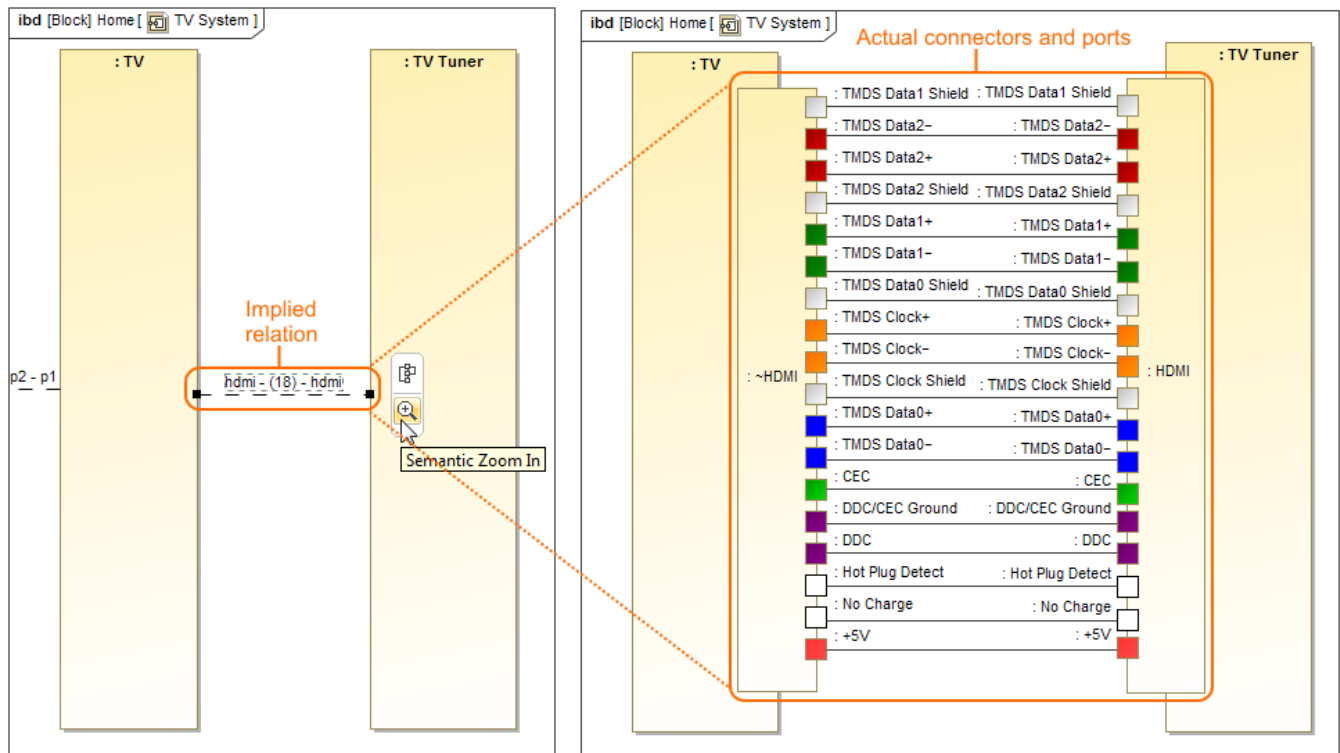 ibd [Block] Home [ TV System ]
: TV
: TV Tuner
Implied
relation
p2 - p1
hdmi - (18) - hdmi
Semantic Zoom In
ibd [Block] Home [ TV System ]
Actual connectors and ports
: TV
: TV Tuner
: TMDS Data1 Shield : TMDS Data1 Shield
: TMDS Data2− : TMDS Data2−
: TMDS Data2+ : TMDS Data2+
: TMDS Data2 Shield : TMDS Data2 Shield
: TMDS Data1+ : TMDS Data1+
: TMDS Data1− : TMDS Data1−
: TMDS Data0 Shield : TMDS Data0 Shield
: TMDS Clock+ : TMDS Clock+
: TMDS Clock− : TMDS Clock−
: ~HDMI : HDMI
: TMDS Clock Shield : TMDS Clock Shield
: TMDS Data0+ : TMDS Data0+
: TMDS Data0− : TMDS Data0−
: CEC : CEC
: DDC/CEC Ground : DDC/CEC Ground
: DDC : DDC
: Hot Plug Detect : Hot Plug Detect
: No Charge : No Charge
: +5V : +5V